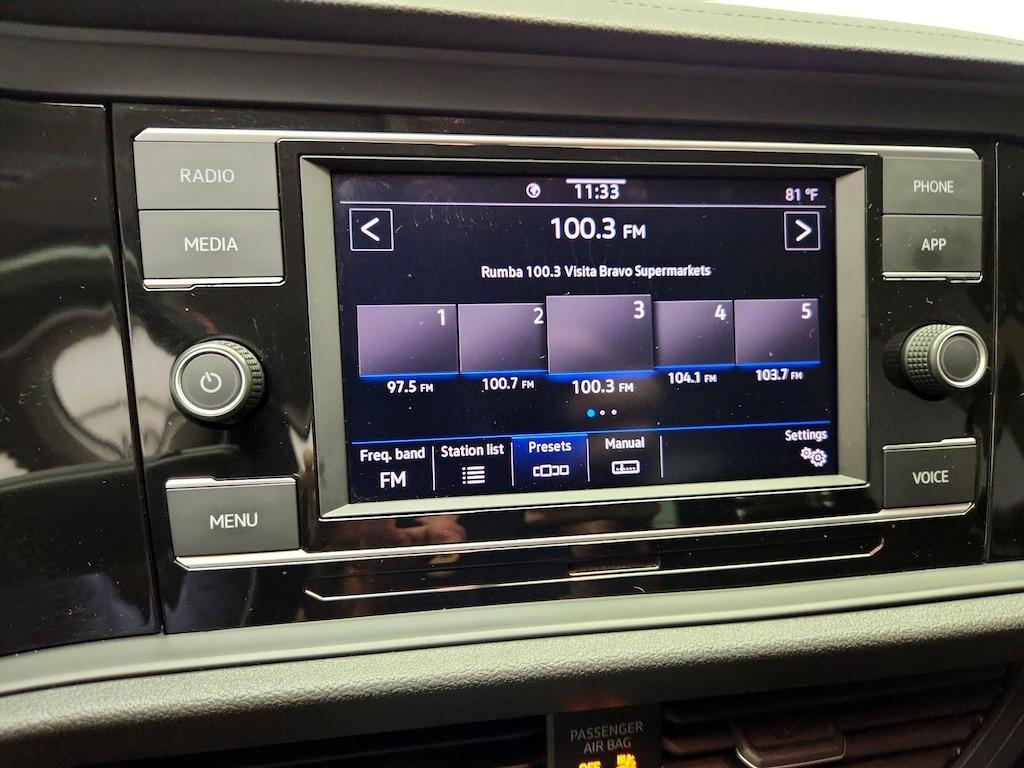 RADIO
MEDIA
MENU
PHONE
APP
VOICE
11:33
81 °F
<
100.3 FM
>
Rumba 100.3 Visita Bravo Supermarkets
1 2 3 4 5
97.5 FM 100.7 FM 100.3 FM 104.1 FM 103.7 FM
Freq. band Station list Presets Manual Settings
FM
PASSENGER
AIR BAG
OFF